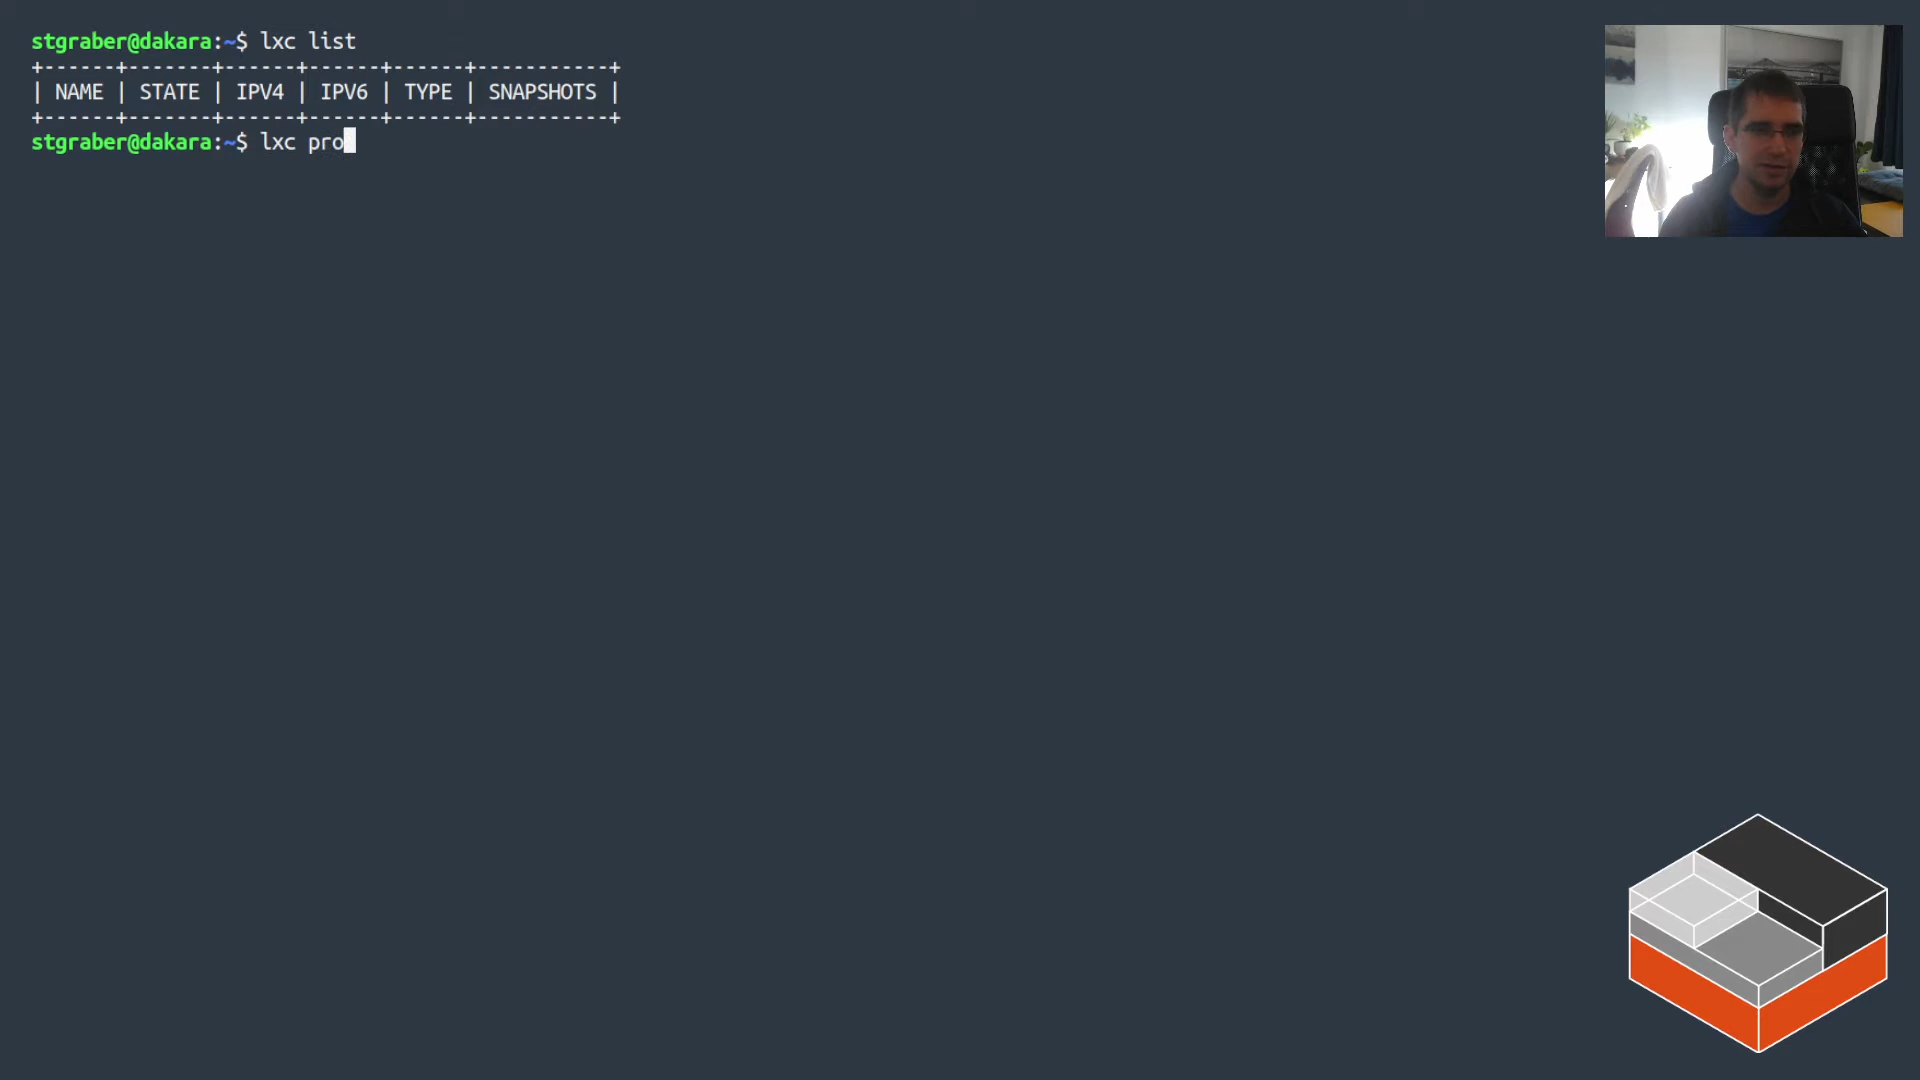 stgraber@dakara:~$ lxc list
+------+-------+------+------+------+-----------+
| NAME | STATE | IPV4 | IPV6 | TYPE | SNAPSHOTS |
+------+-------+------+------+------+-----------+
stgraber@dakara:~$ lxc pro